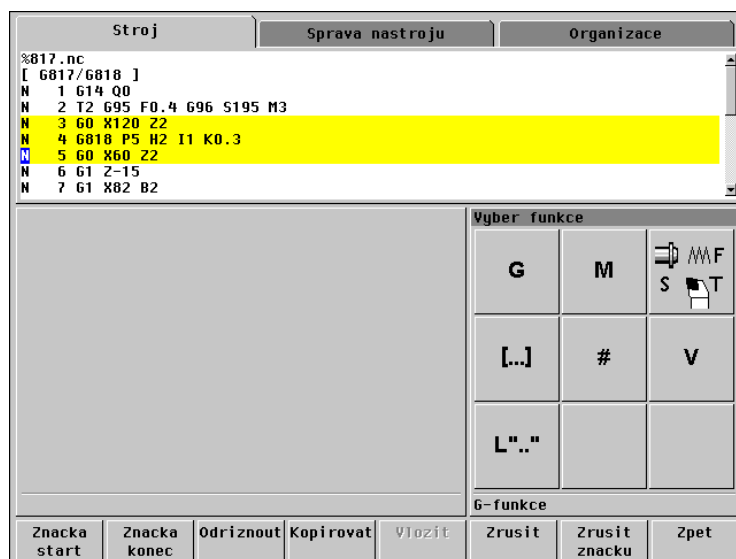 Stroj Sprava nastroju Organizace
%817.nc
[ G817/G818 ]
N 1 G14 Q0
N 2 T2 G95 F0.4 G96 S195 M3
N 3 G0 X120 Z2
N 4 G818 P5 H2 I1 K0.3
N 5 G0 X60 Z2
N 6 G1 Z-15
N 7 G1 X82 B2
Vyber funkce
G M F S T
[...] # V
L".."
G-funkce
Znacka start Znacka konec Odriznout Kopirovat Vlozit Zrusit Zrusit znacku Zpet